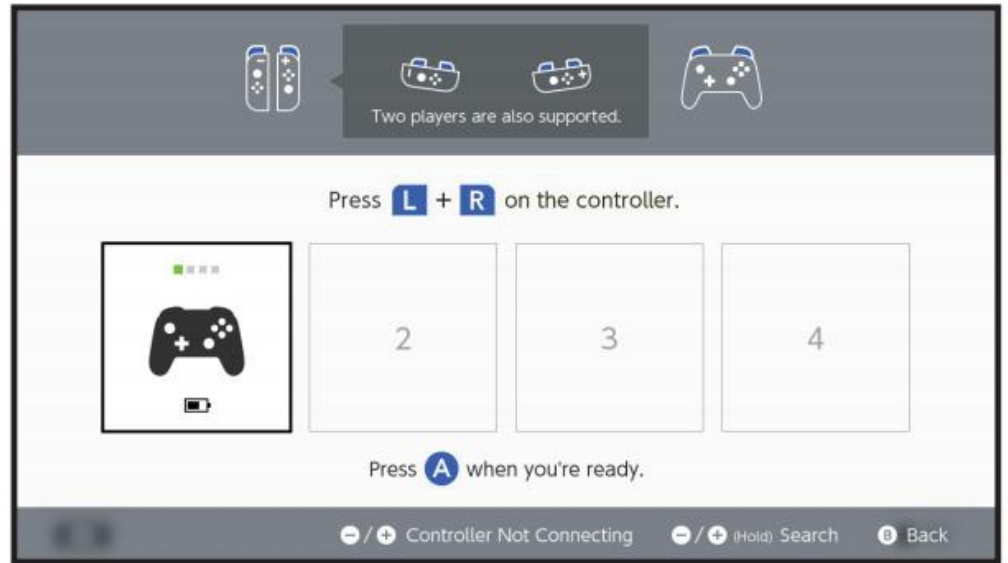 Two players are also supported.
Press L + R on the controller.
2
3
4
Press A when you're ready.
−/+ Controller Not Connecting −/+ (Hold) Search B Back